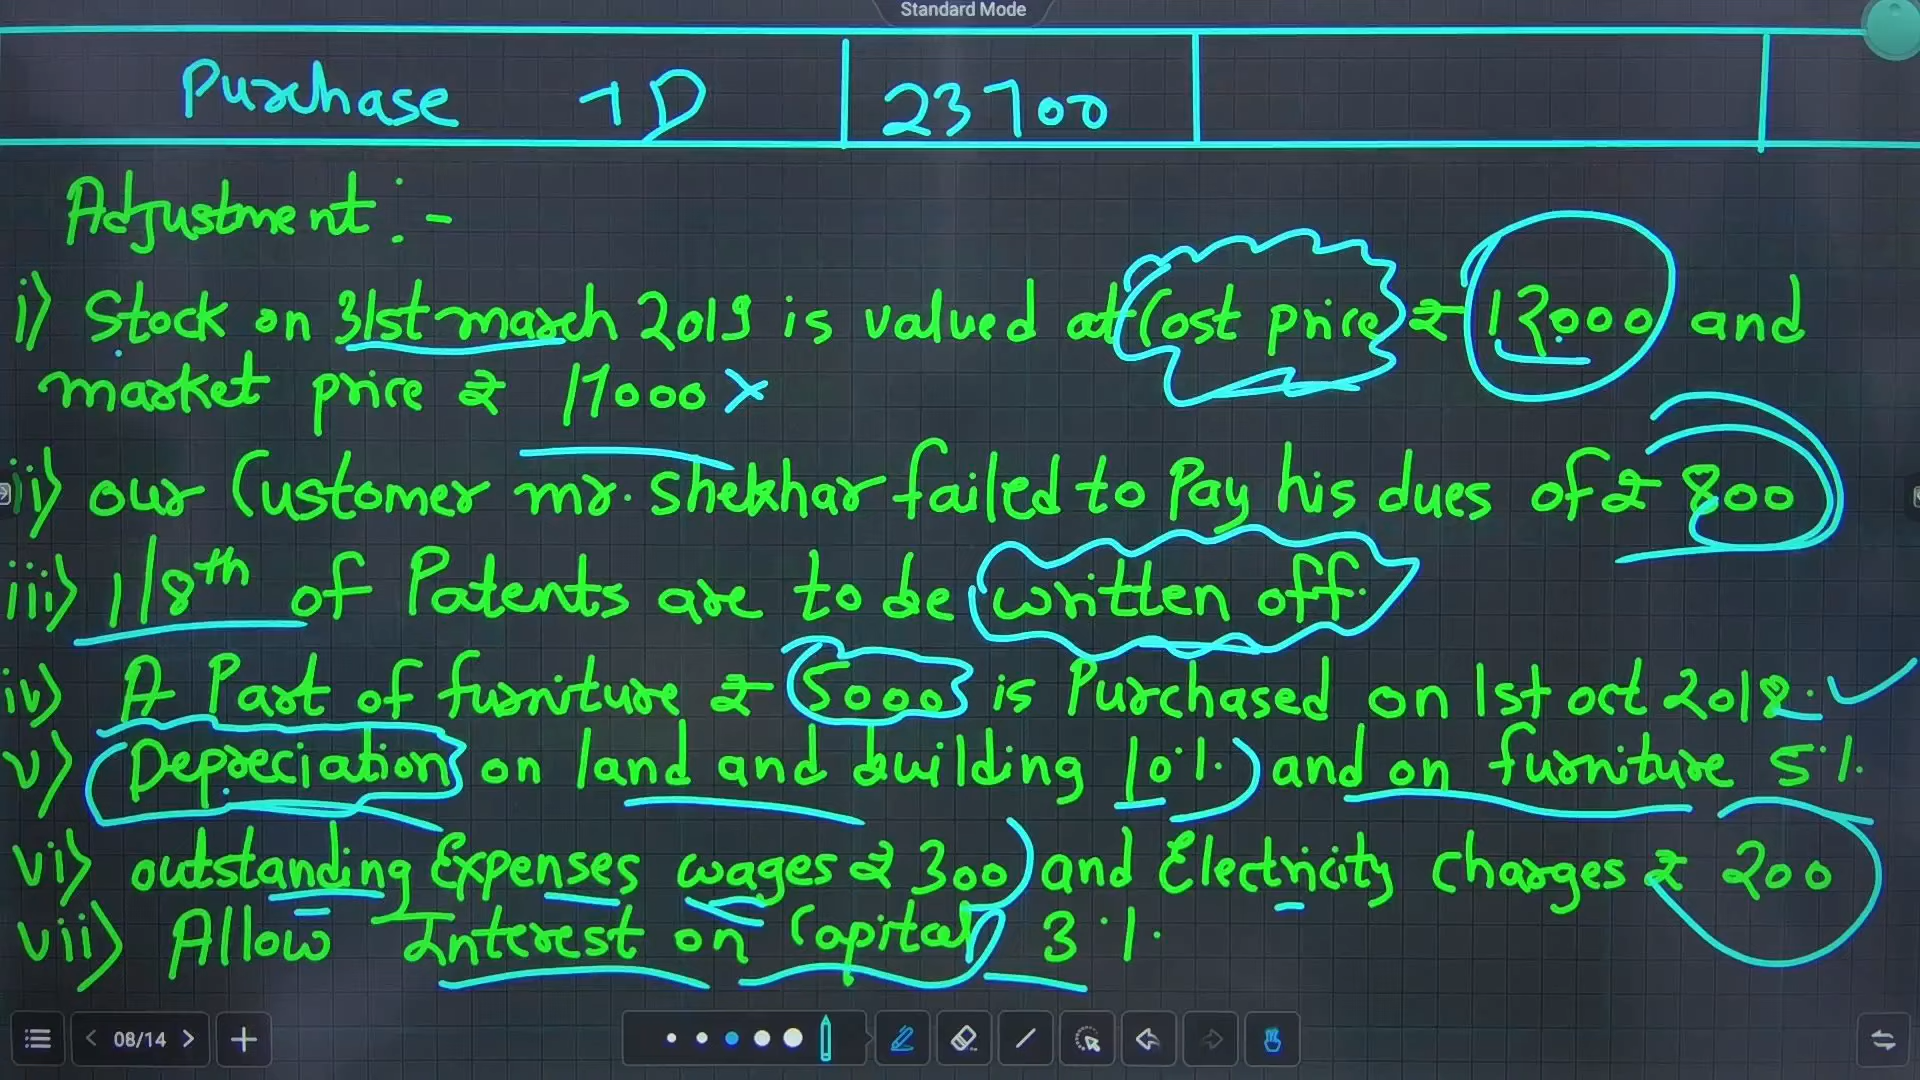 Standard Mode
Purchase 23700
Adjustment :-
i) Stock on 31st march 2019 is valued at Cost price ₹ and
market price ₹ 17000 ×
ii) our Customer mr. Shekhar failed to Pay his dues of ₹ 800
iii) 1/8th of Patents are to be written off.
iv) A Part of furniture ₹ 5000 is Purchased on 1st oct 2018. ✓
v) Depreciation on land and building 10%. and on furniture 5%.
vi) outstanding Expenses wages ₹ 300 and Electricity Charges ₹ 200
vii) Allow Interest on Capital 3%.
08/14